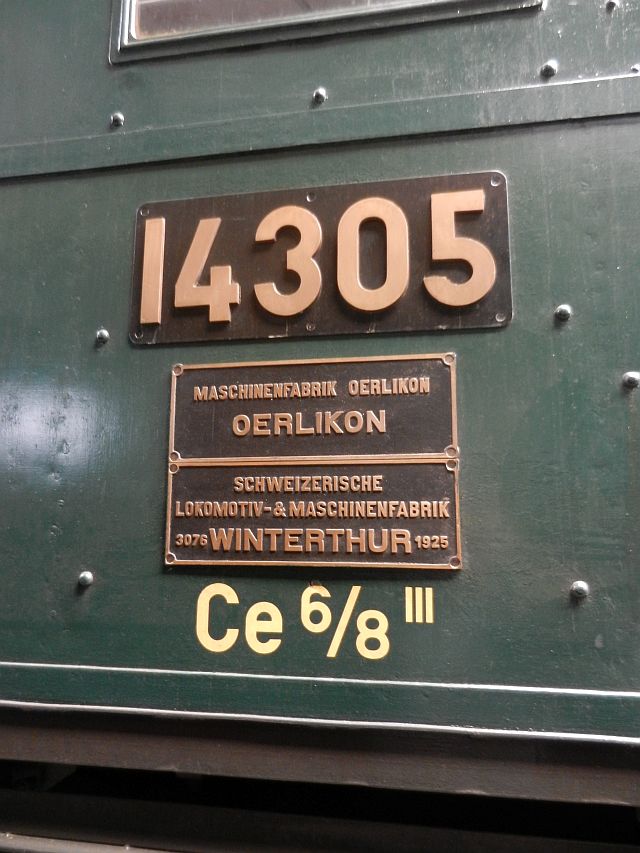 14305
MASCHINENFABRIK OERLIKON
OERLIKON
SCHWEIZERISCHE
LOKOMOTIV-& MASCHINENFABRIK
3076 WINTERTHUR 1925
Ce 6/8 III